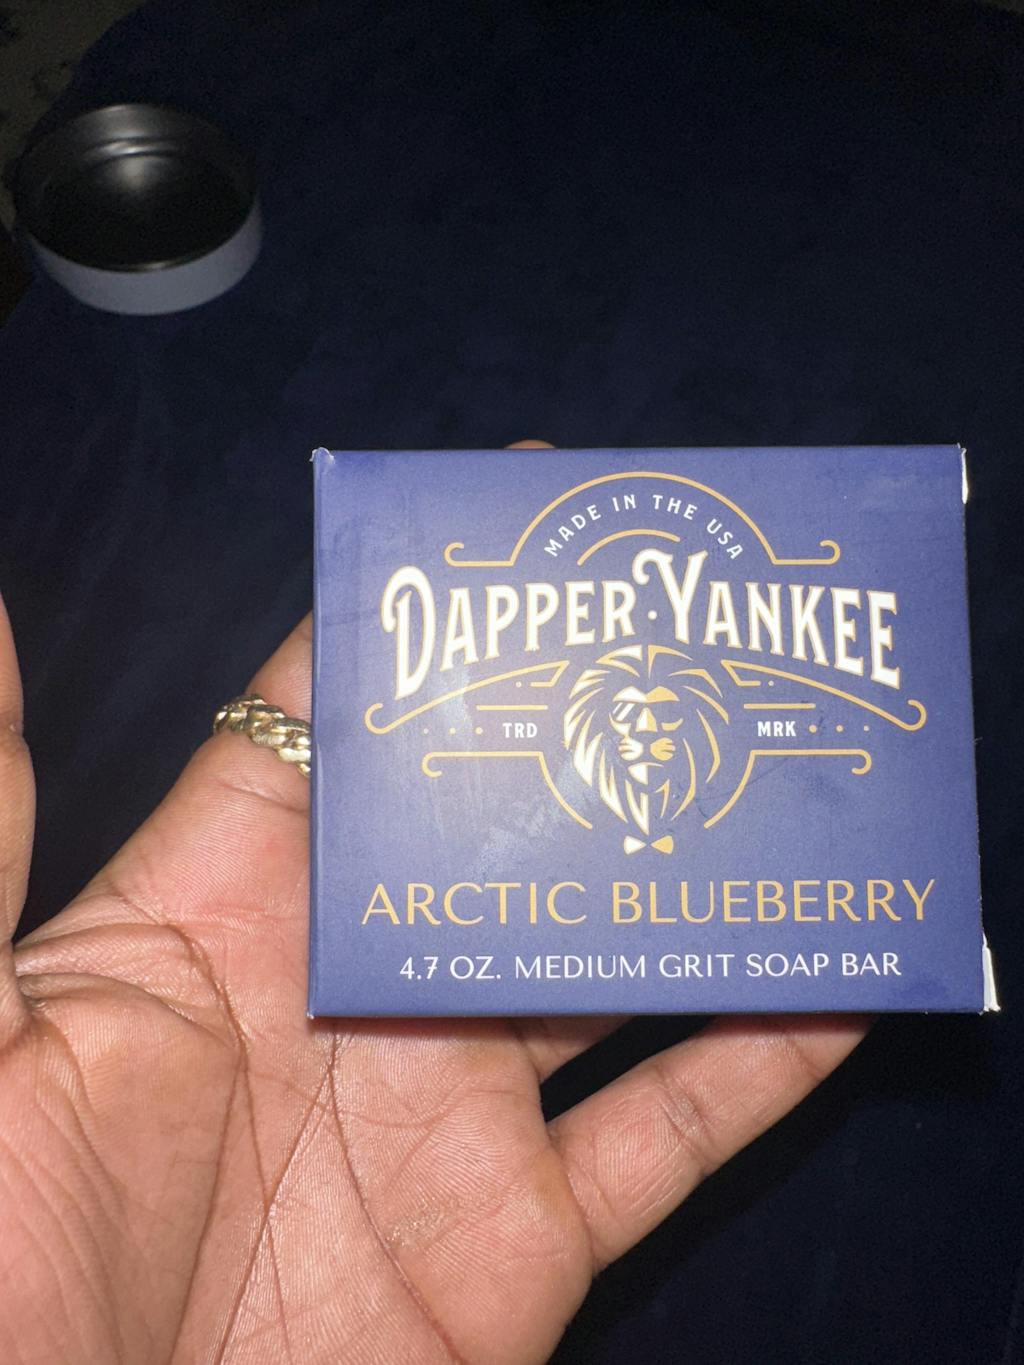 MADE IN THE USA
DAPPER·YANKEE
TRD MRK
ARCTIC BLUEBERRY
4.7 OZ. MEDIUM GRIT SOAP BAR